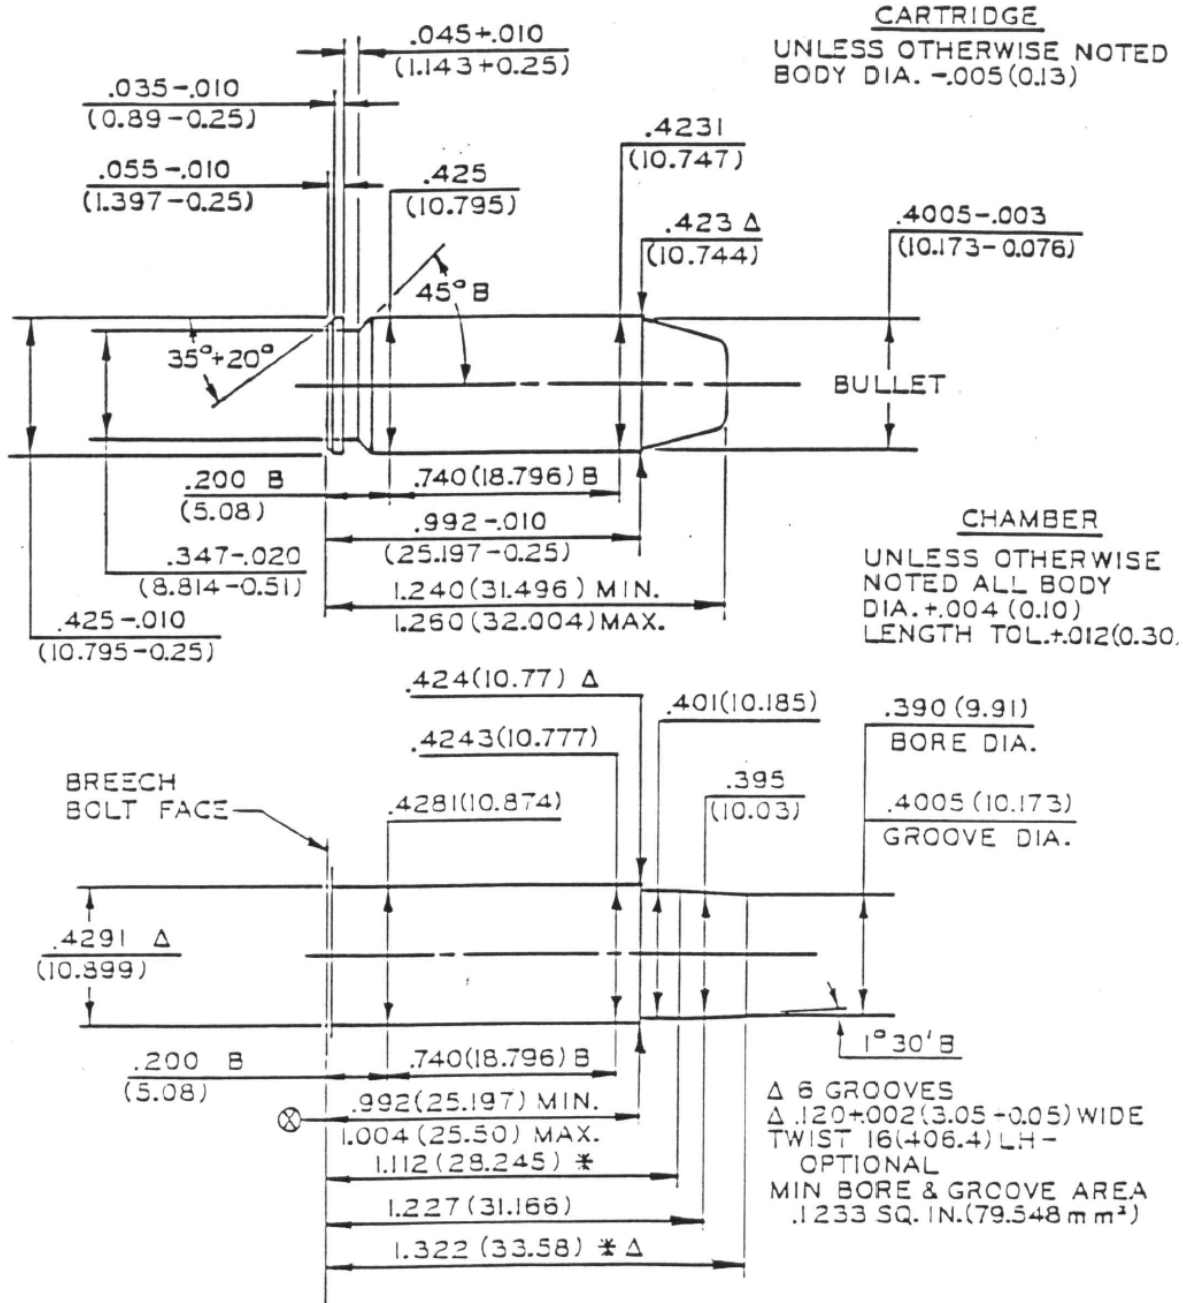 CARTRIDGE
UNLESS OTHERWISE NOTED
BODY DIA. -.005(0.13)
.045+.010
(1.143+0.25)
.035-.010
(0.89-0.25)
.055-.010
(1.397-0.25)
.425
(10.795)
.4231
(10.747)
.423 Δ
(10.744)
.4005-.003
(10.173-0.076)
45° B
35°+20°
BULLET
.200 B
(5.08)
.740(18.796) B
.992-.010
(25.197-0.25)
.347-.020
(8.814-0.51)
1.240(31.496) MIN.
1.260(32.004) MAX.
.425-.010
(10.795-0.25)
CHAMBER
UNLESS OTHERWISE
NOTED ALL BODY
DIA.+.004 (0.10)
LENGTH TOL.+.012(0.30)
.424(10.77) Δ
.401(10.185)
.390(9.91)
BORE DIA.
.4243(10.777)
BREECH
BOLT FACE
.4281(10.874)
.395
(10.03)
.4005(10.173)
GROOVE DIA.
.4291 Δ
(10.899)
1°30' B
.200 B
(5.08)
.740(18.796) B
⊗ .992(25.197) MIN.
1.004(25.50) MAX.
1.112(28.245) *
1.227(31.166)
1.322(33.58) * Δ
Δ 6 GROOVES
Δ .120+.002(3.05+0.05) WIDE
TWIST 16(406.4) LH-
OPTIONAL
MIN BORE & GROOVE AREA
.1233 SQ. IN.(79.548mm²)